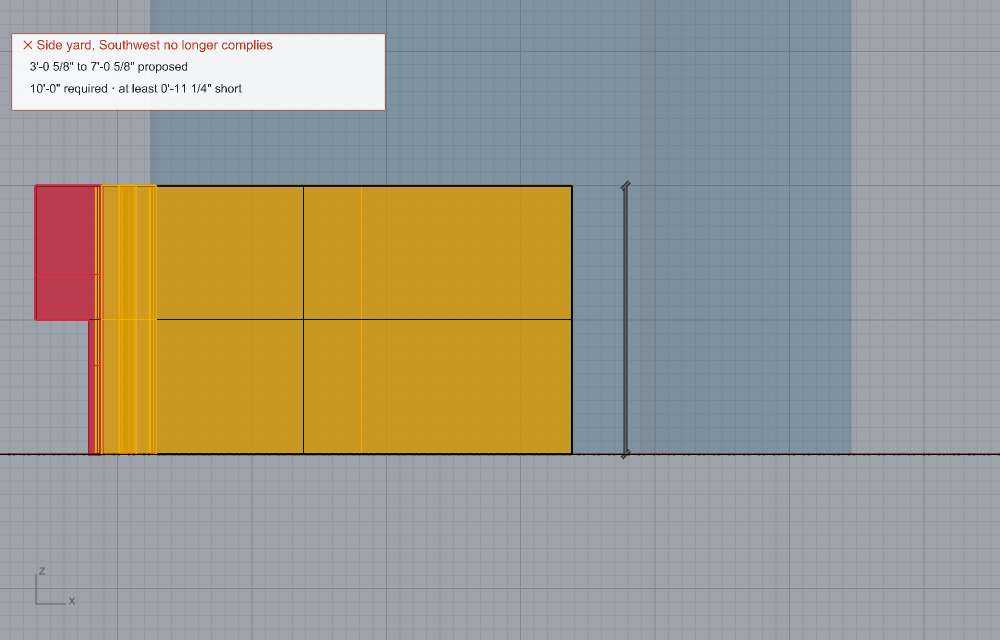 × Side yard, Southwest no longer complies
3'-0 5/8" to 7'-0 5/8" proposed
10'-0" required · at least 0'-11 1/4" short
z
x